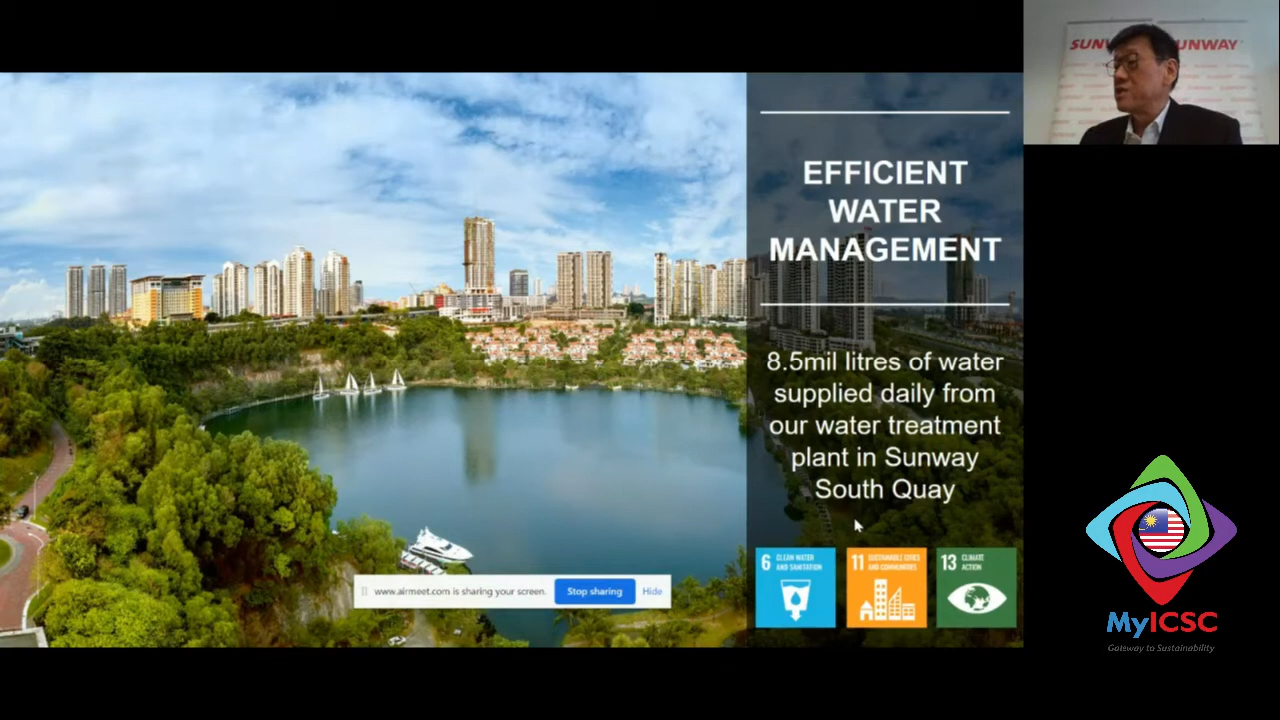 SUNWAY
EFFICIENT
WATER
MANAGEMENT
8.5mil litres of water
supplied daily from
our water treatment
plant in Sunway
South Quay
6 CLEAN WATER
AND SANITATION
11 SUSTAINABLE CITIES
AND COMMUNITIES
13 CLIMATE
ACTION
www.airmeet.com is sharing your screen.
Stop sharing
Hide
MyICSC
Gateway to Sustainability